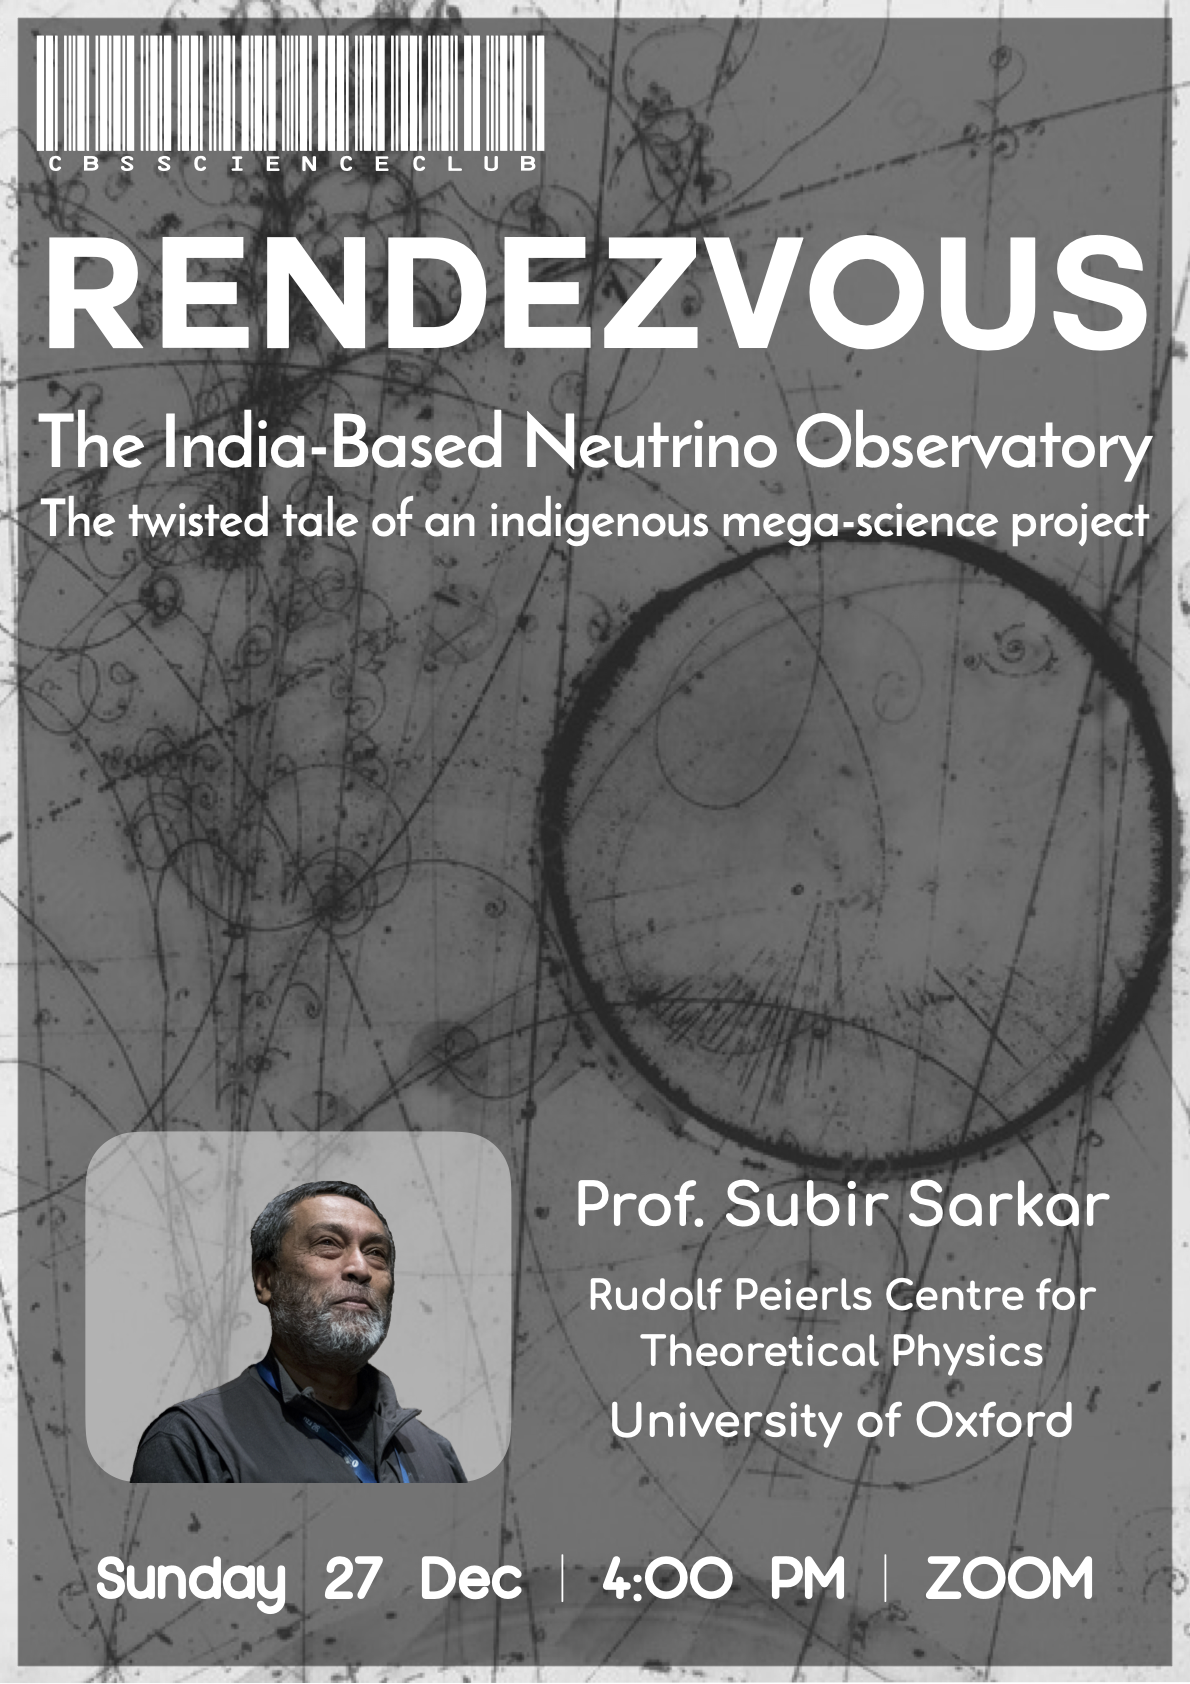 CBSSCIENCECLUB
RENDEZVOUS
The India-Based Neutrino Observatory
The twisted tale of an indigenous mega-science project
Prof. Subir Sarkar
Rudolf Peierls Centre for
Theoretical Physics
University of Oxford
Sunday 27 Dec | 4:00 PM | ZOOM